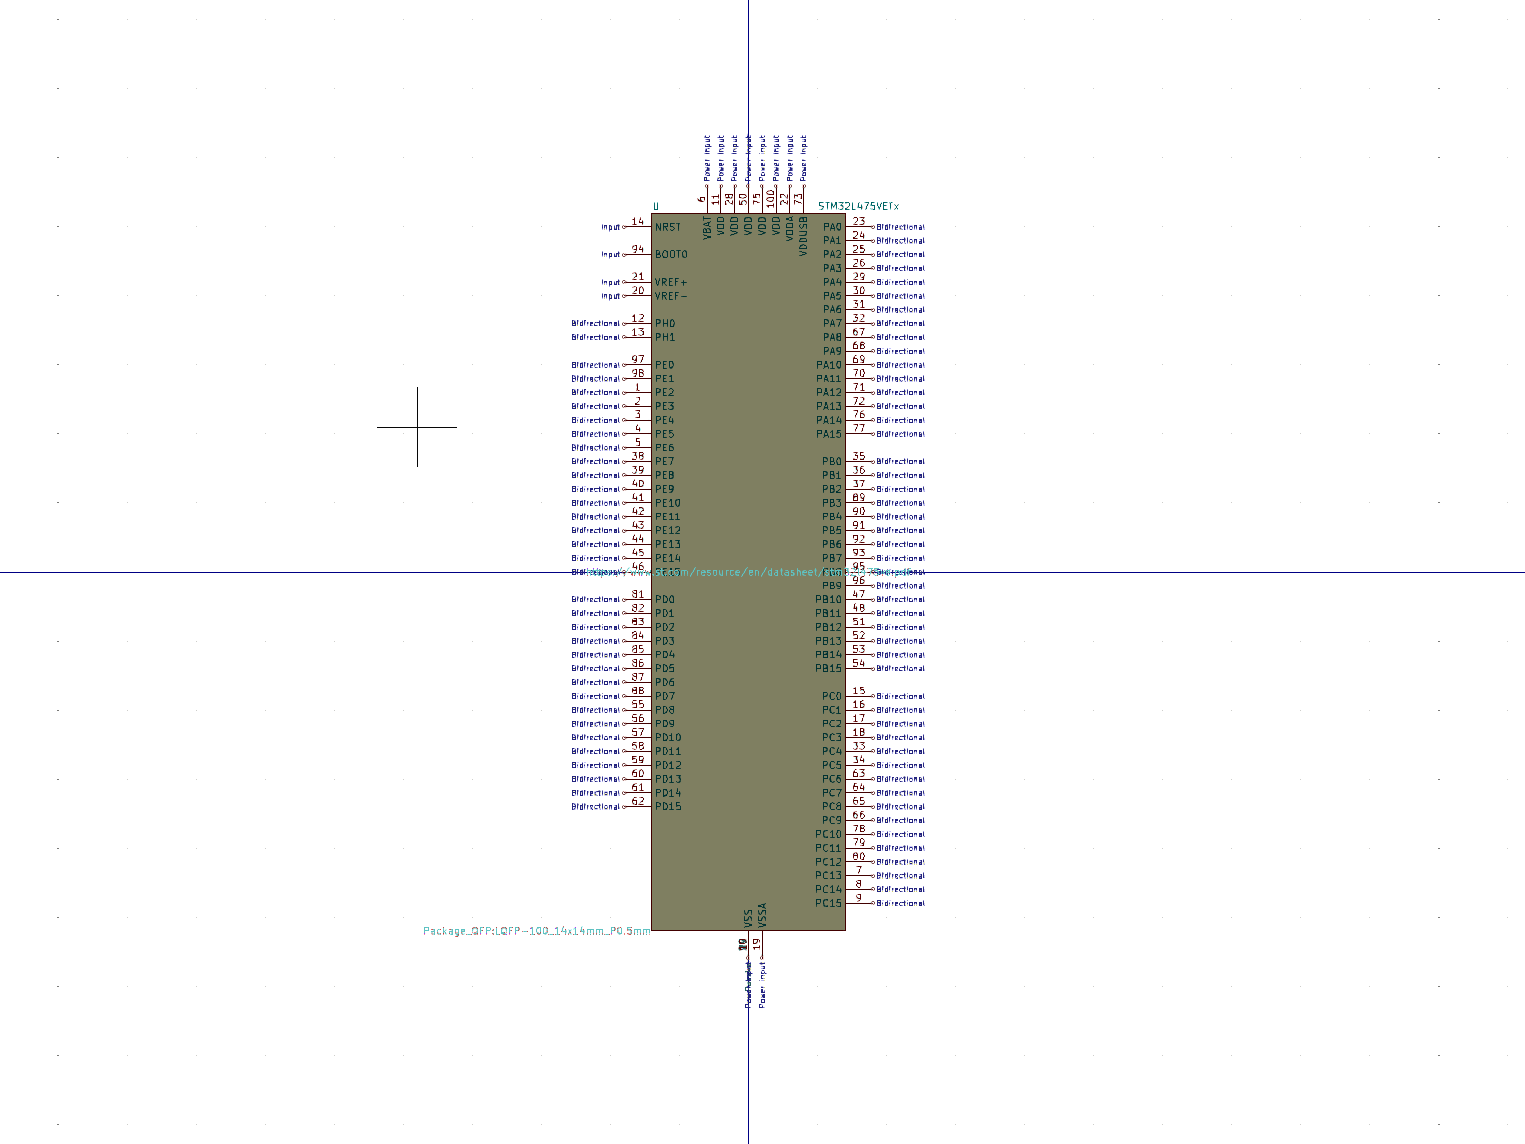 Power Input Power Input Power Input Power Input Power Input Power Input Power Input Power Input
6 11 28 50 75 100 22 73
U STM32L475VETx
VBAT VDD VDD VDD VDD VDD VDDA VDDUSB
Input 14 NRST PA0 23 Bidirectional
PA1 24 Bidirectional
Input 94 BOOT0 PA2 25 Bidirectional
PA3 26 Bidirectional
Input 21 VREF+ PA4 29 Bidirectional
Input 20 VREF- PA5 30 Bidirectional
PA6 31 Bidirectional
Bidirectional 12 PH0 PA7 32 Bidirectional
Bidirectional 13 PH1 PA8 67 Bidirectional
PA9 68 Bidirectional
Bidirectional 97 PE0 PA10 69 Bidirectional
Bidirectional 98 PE1 PA11 70 Bidirectional
Bidirectional 1 PE2 PA12 71 Bidirectional
Bidirectional 2 PE3 PA13 72 Bidirectional
Bidirectional 3 PE4 PA14 76 Bidirectional
Bidirectional 4 PE5 PA15 77 Bidirectional
Bidirectional 5 PE6
Bidirectional 38 PE7 PB0 35 Bidirectional
Bidirectional 39 PE8 PB1 36 Bidirectional
Bidirectional 40 PE9 PB2 37 Bidirectional
Bidirectional 41 PE10 PB3 89 Bidirectional
Bidirectional 42 PE11 PB4 90 Bidirectional
Bidirectional 43 PE12 PB5 91 Bidirectional
Bidirectional 44 PE13 PB6 92 Bidirectional
Bidirectional 45 PE14 PB7 93 Bidirectional
46 95 Bidirectional
PB9 96 Bidirectional
Bidirectional 81 PD0 PB10 47 Bidirectional
Bidirectional 82 PD1 PB11 48 Bidirectional
Bidirectional 83 PD2 PB12 51 Bidirectional
Bidirectional 84 PD3 PB13 52 Bidirectional
Bidirectional 85 PD4 PB14 53 Bidirectional
Bidirectional 86 PD5 PB15 54 Bidirectional
Bidirectional 87 PD6
Bidirectional 88 PD7 PC0 15 Bidirectional
Bidirectional 55 PD8 PC1 16 Bidirectional
Bidirectional 56 PD9 PC2 17 Bidirectional
Bidirectional 57 PD10 PC3 18 Bidirectional
Bidirectional 58 PD11 PC4 33 Bidirectional
Bidirectional 59 PD12 PC5 34 Bidirectional
Bidirectional 60 PD13 PC6 63 Bidirectional
Bidirectional 61 PD14 PC7 64 Bidirectional
Bidirectional 62 PD15 PC8 65 Bidirectional
PC9 66 Bidirectional
PC10 78 Bidirectional
PC11 79 Bidirectional
PC12 80 Bidirectional
PC13 7 Bidirectional
PC14 8 Bidirectional
PC15 9 Bidirectional
VSS VSSA
Package_QFP:LQFP-100_14x14mm_P0.5mm
19
Power Input